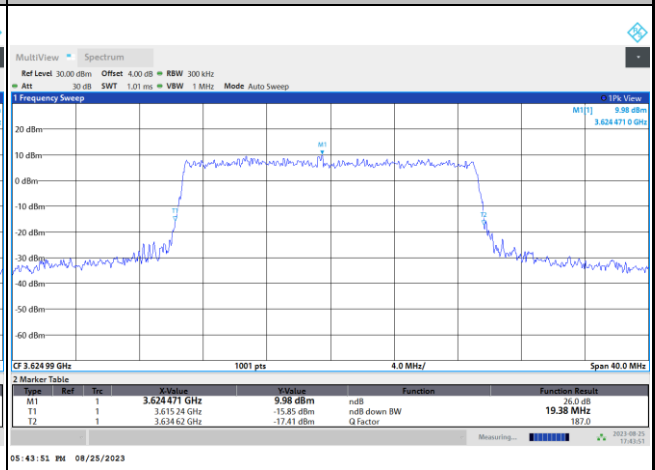 MultiView Spectrum
Ref Level 30.00 dBm Offset 4.00 dB RBW 300 kHz
Att 30 dB SWT 1.01 ms VBW 1 MHz Mode Auto Sweep
1 Frequency Sweep 1Pk View
M1[1] 9.98 dBm
3.624 471 0 GHz
20 dBm
M1
10 dBm
0 dBm
-10 dBm
T1
T2
-20 dBm
-30 dBm
-40 dBm
-50 dBm
-60 dBm
CF 3.624 99 GHz 1001 pts 4.0 MHz/ Span 40.0 MHz
2 Marker Table
Type Ref Trc X-Value Y-Value Function Function Result
M1 1 3.624 471 GHz 9.98 dBm ndB 26.0 dB
T1 1 3.615 24 GHz -15.85 dBm ndB down BW 19.38 MHz
T2 1 3.634 62 GHz -17.41 dBm Q Factor 187.0
Measuring... 2023-08-25
17:43:51
05:43:51 PM 08/25/2023